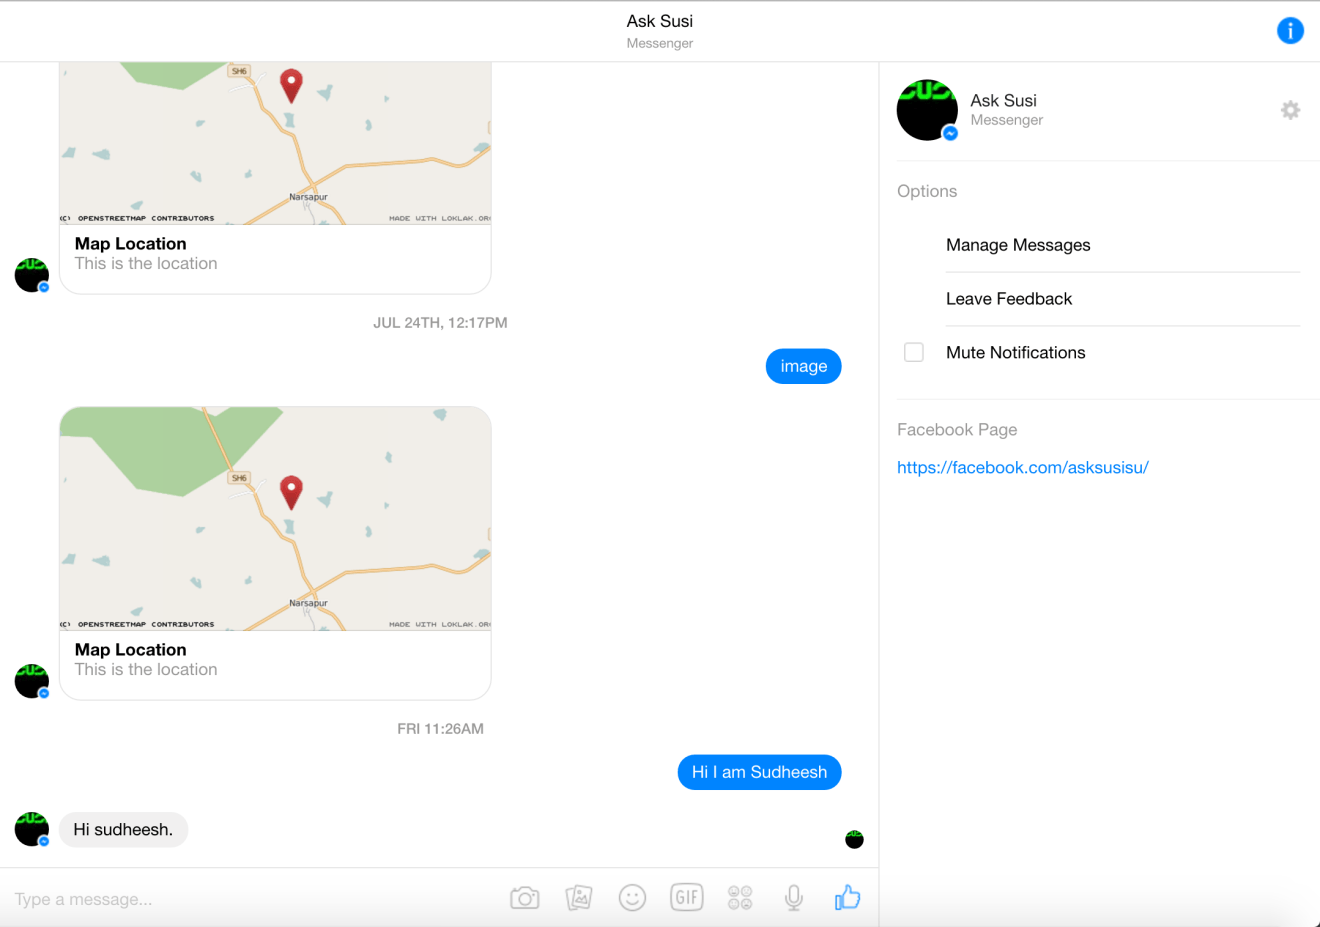 Ask Susi
Messenger
SH6
Narsapur
(C) OPENSTREETMAP CONTRIBUTORS
MADE WITH LOKLAK.ORG
Map Location
This is the location
JUL 24TH, 12:17PM
image
SH6
Narsapur
(C) OPENSTREETMAP CONTRIBUTORS
MADE WITH LOKLAK.ORG
Map Location
This is the location
FRI 11:26AM
Hi I am Sudheesh
Hi sudheesh.
Type a message...
GIF
Ask Susi
Messenger
Options
Manage Messages
Leave Feedback
Mute Notifications
Facebook Page
https://facebook.com/asksusisu/